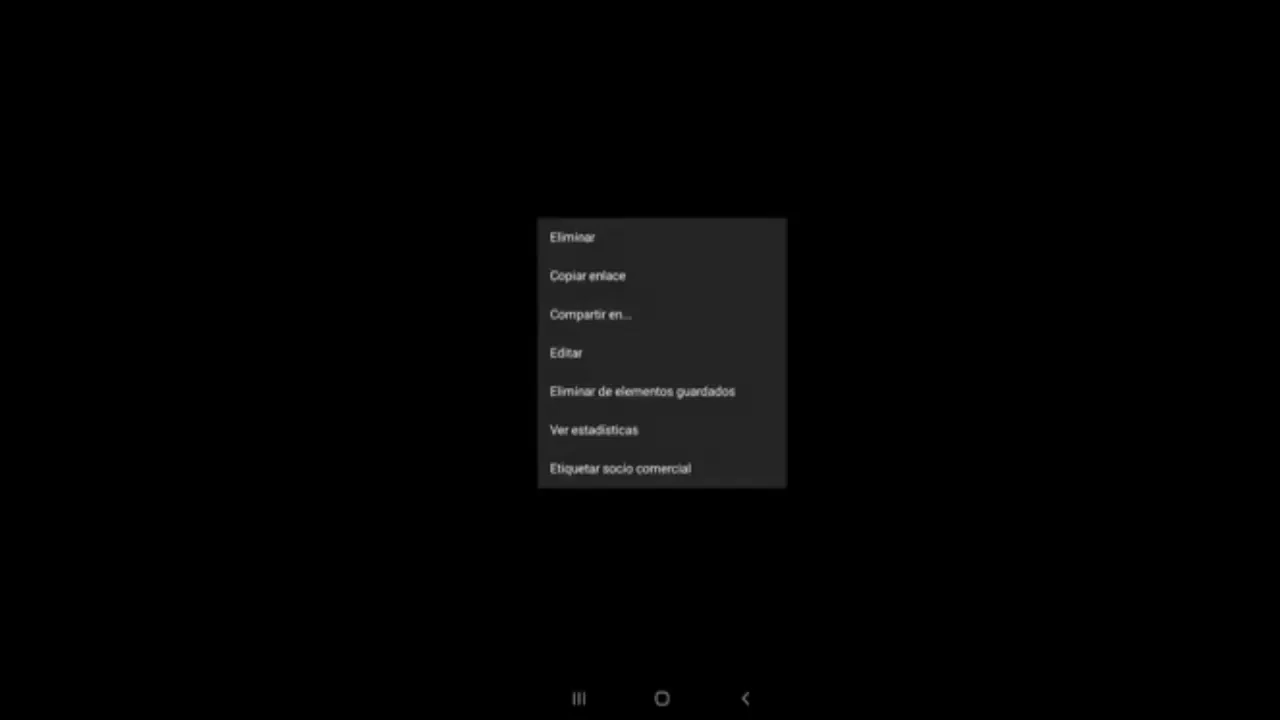 Eliminar
Copiar enlace
Compartir en...
Editar
Eliminar de elementos guardados
Ver estadísticas
Etiquetar socio comercial